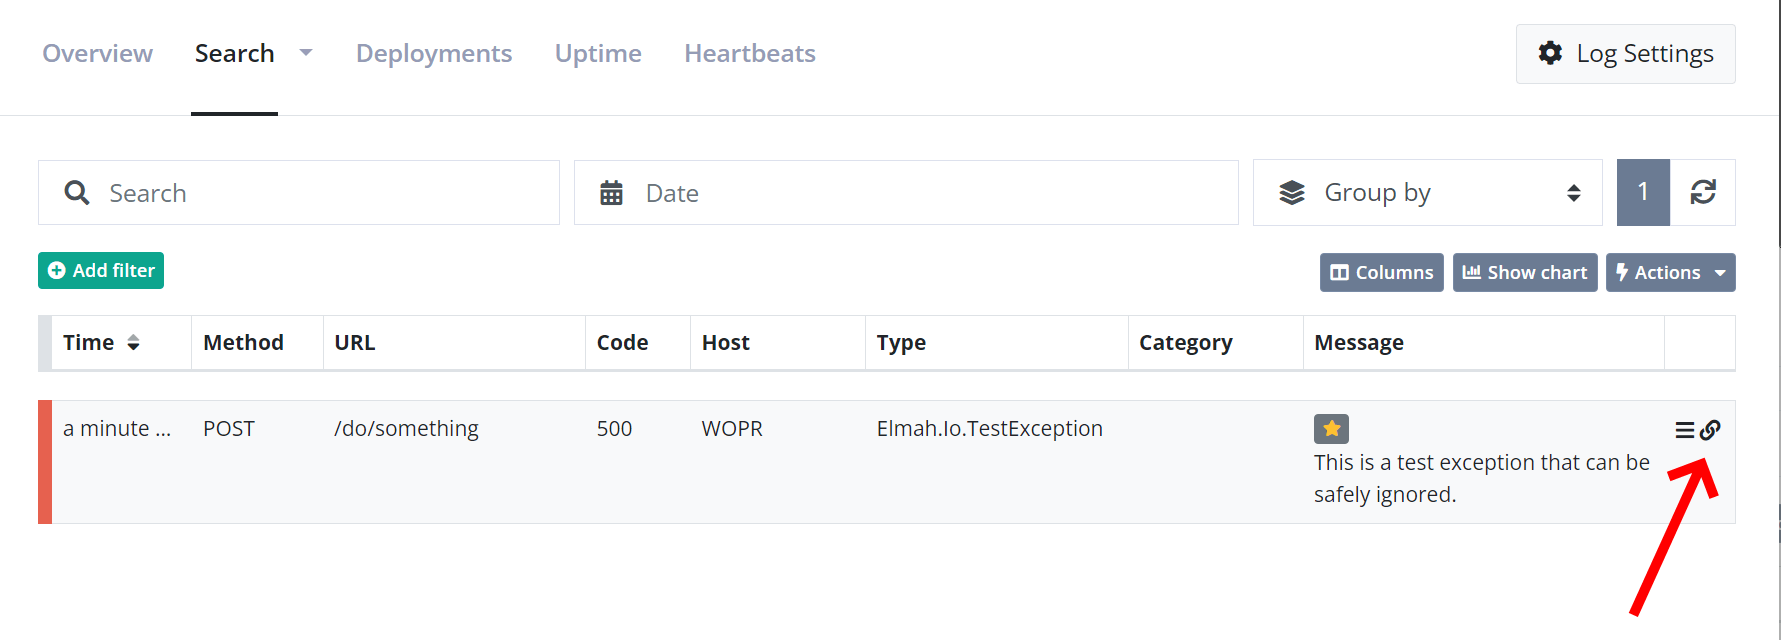 Overview Search Deployments Uptime Heartbeats Log Settings
Search Date Group by 1
Add filter Columns Show chart Actions
Time Method URL Code Host Type Category Message
a minute ... POST /do/something 500 WOPR Elmah.Io.TestException
This is a test exception that can be
safely ignored.